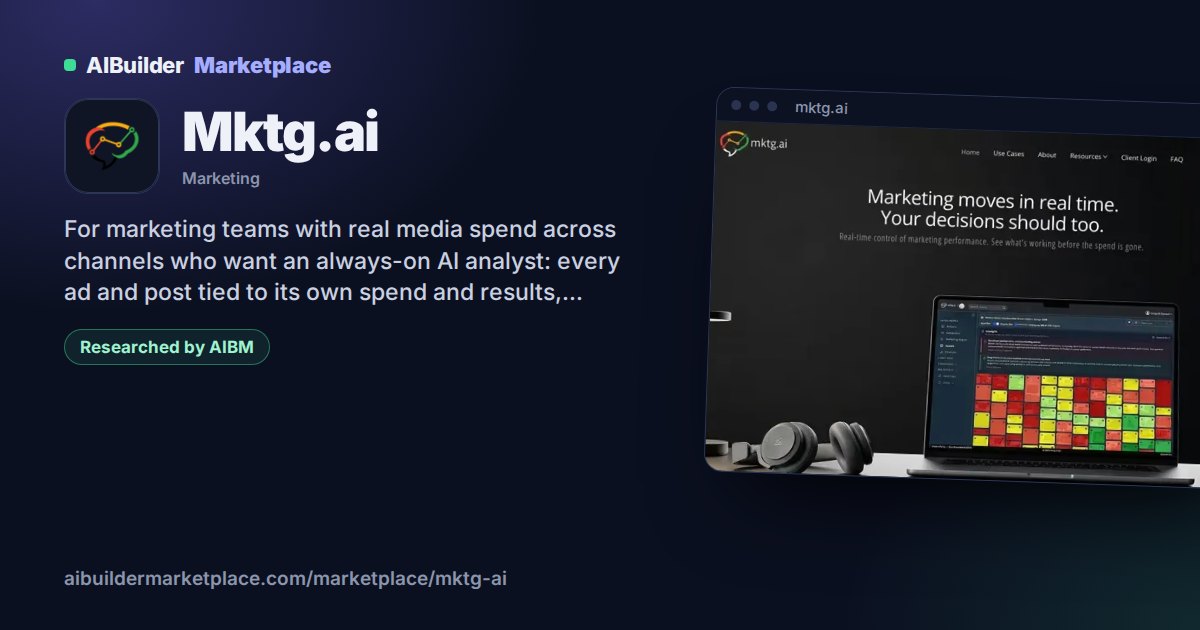 AIBuilder Marketplace
Mktg.ai
Marketing
For marketing teams with real media spend across
channels who want an always-on AI analyst: every
ad and post tied to its own spend and results,...
Researched by AIBM
aibuildermarketplace.com/marketplace/mktg-ai
mktg.ai
mktg.ai
Home Use Cases About Resources Client Login FAQ
Marketing moves in real time.
Your decisions should too.
Real-time control of marketing performance. See what's working before the spend is gone.